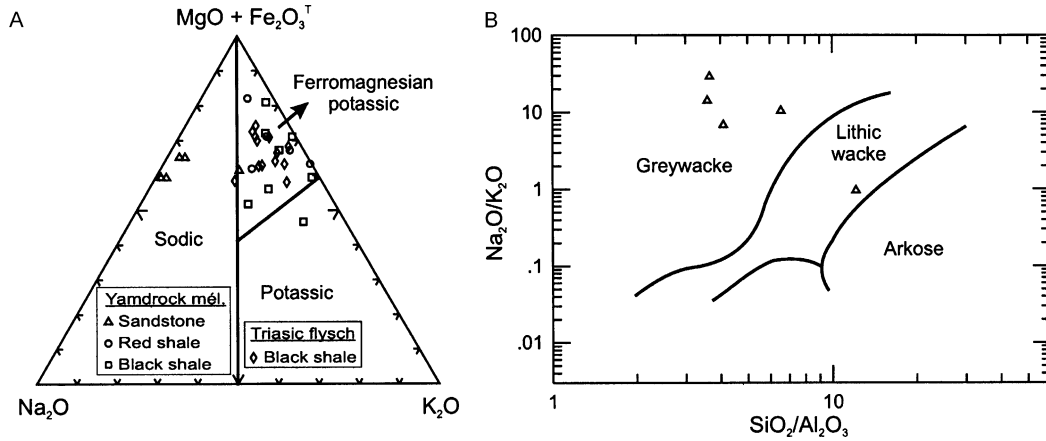 A
MgO + Fe₂O₃ᵀ
Ferromagnesian
potassic
Sodic
Potassic
Yamdrock mél.
Sandstone
Red shale
Black shale
Triasic flysch
Black shale
Na₂O
K₂O
B
100
10
1
.1
.01
Na₂O/K₂O
Greywacke
Lithic
wacke
Arkose
1
10
SiO₂/Al₂O₃